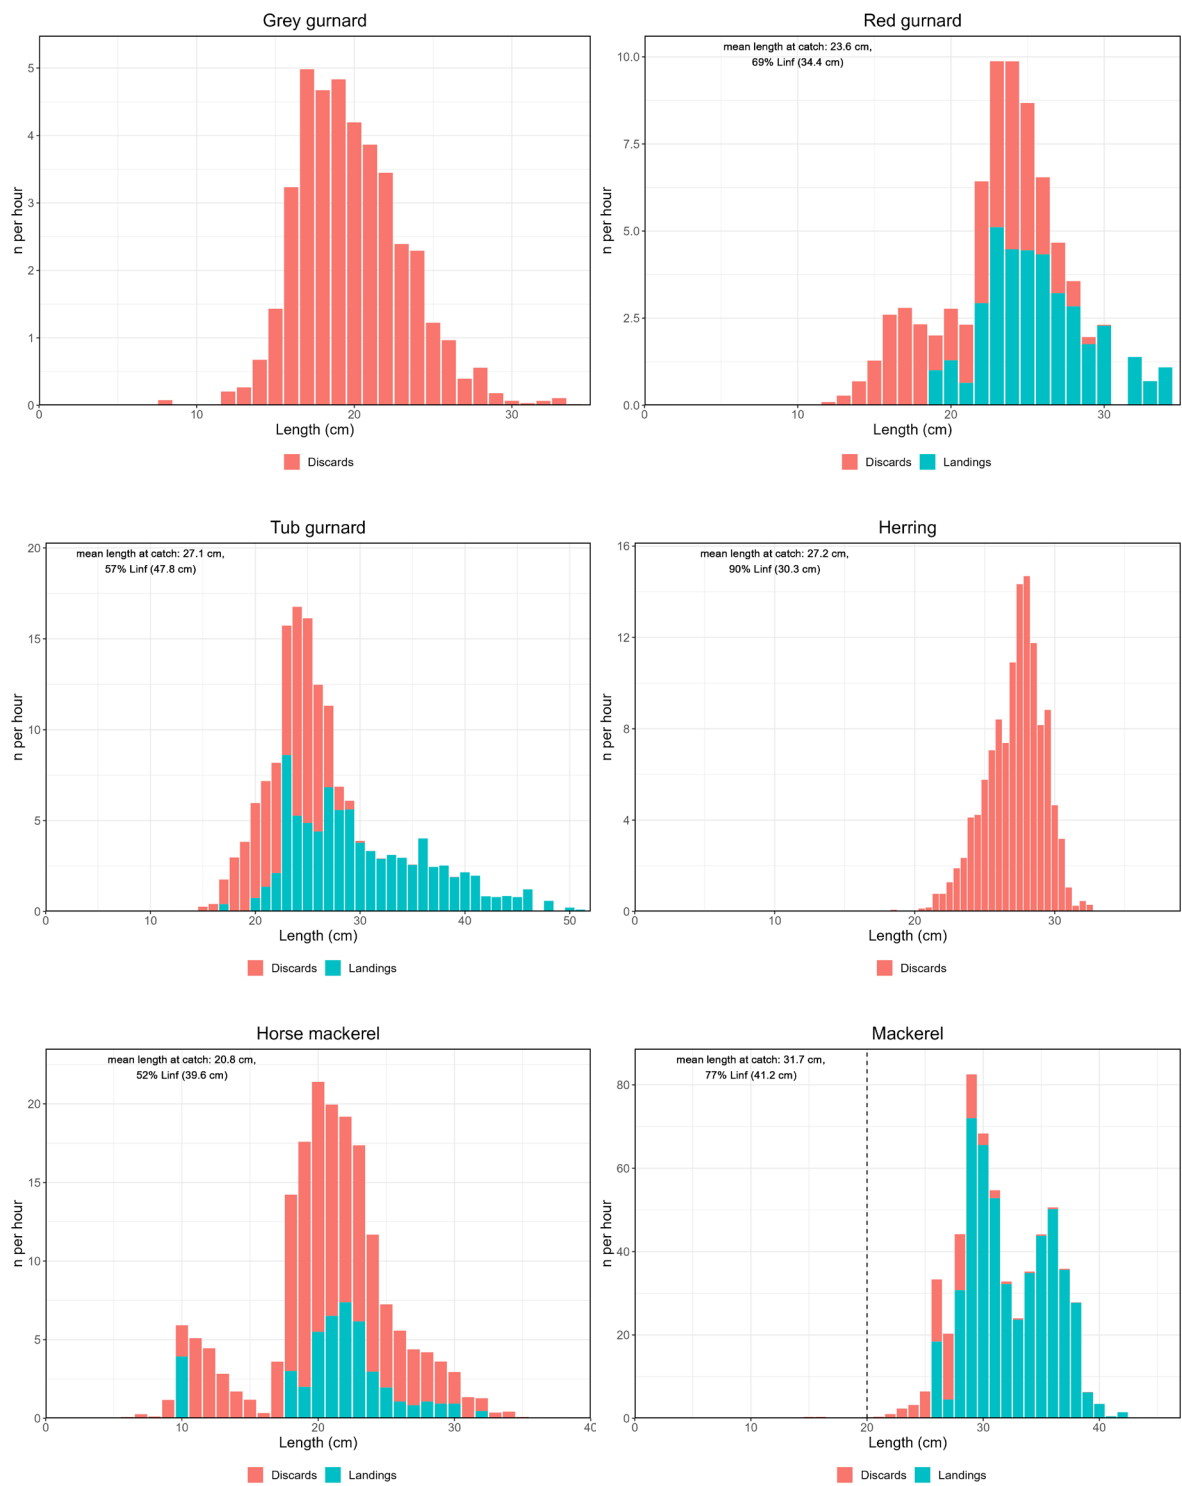 Grey gurnard
n per hour
5
4
3
2
1
0
0 10 20 30
Length (cm)
Discards
Red gurnard
mean length at catch: 23.6 cm,
69% Linf (34.4 cm)
n per hour
10.0
7.5
5.0
2.5
0.0
0 10 20 30
Length (cm)
Discards Landings
Tub gurnard
mean length at catch: 27.1 cm,
57% Linf (47.8 cm)
n per hour
20
15
10
5
0
0 10 20 30 40 50
Length (cm)
Discards Landings
Herring
mean length at catch: 27.2 cm,
90% Linf (30.3 cm)
n per hour
16
12
8
4
0
0 10 20 30
Length (cm)
Discards
Horse mackerel
mean length at catch: 20.8 cm,
52% Linf (39.6 cm)
n per hour
20
15
10
5
0
0 10 20 30 40
Length (cm)
Discards Landings
Mackerel
mean length at catch: 31.7 cm,
77% Linf (41.2 cm)
n per hour
80
60
40
20
0
0 10 20 30 40
Length (cm)
Discards Landings